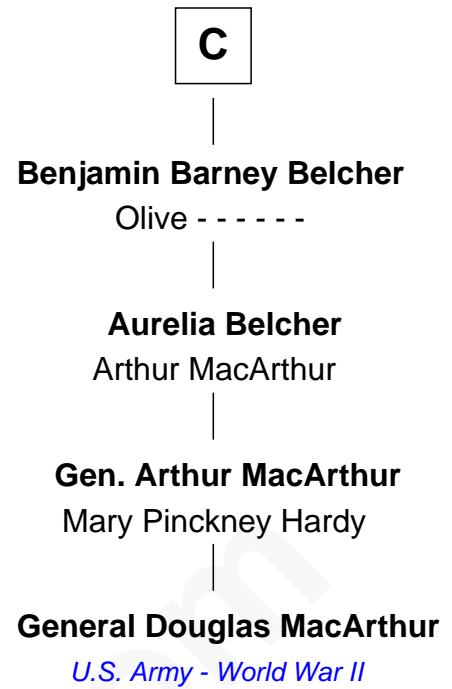 C
Benjamin Barney Belcher
Olive - - - - - -
Aurelia Belcher
Arthur MacArthur
Gen. Arthur MacArthur
Mary Pinckney Hardy
General Douglas MacArthur
U.S. Army - World War II